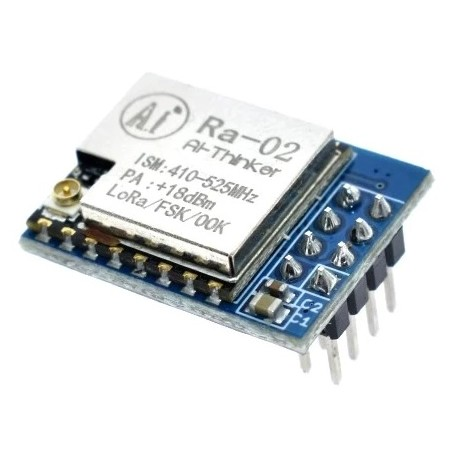 Ai
Ra-02
Ai-Thinker
ISM:410-525MHz
PA:+18dBm
LoRa/FSK/OOK
C2
C1